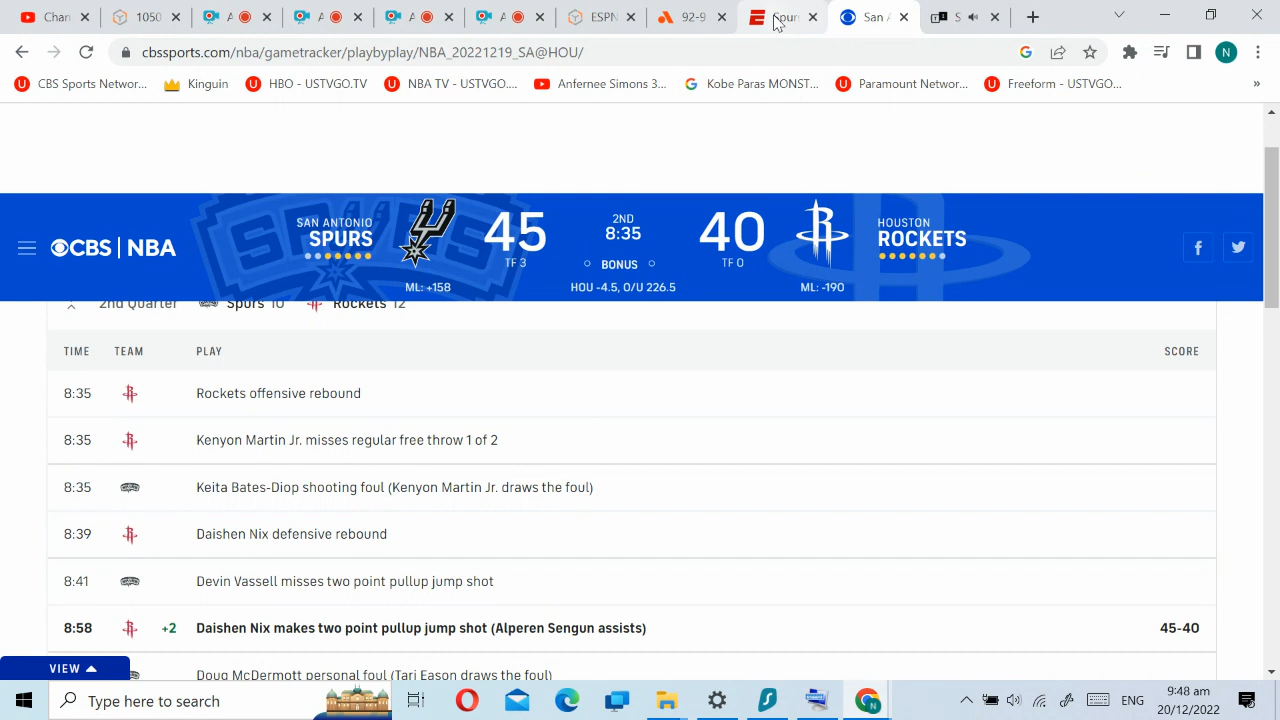 Chan
1050
A
A
A
A
ESPN
92-9
Spurs
San A
S
cbssports.com/nba/gametracker/playbyplay/NBA_20221219_SA@HOU/
N
CBS Sports Networ...
Kinguin
HBO - USTVGO.TV
NBA TV - USTVGO....
Anfernee Simons 3...
Kobe Paras MONST...
Paramount Networ...
Freeform - USTVGO...
»
CBS | NBA
SAN ANTONIO
SPURS
45
TF 3
ML: +158
2ND
8:35
BONUS
HOU -4.5, O/U 226.5
40
TF 0
ML: -190
HOUSTON
ROCKETS
2nd Quarter Spurs 10 Rockets 12
TIME TEAM PLAY SCORE
8:35 Rockets offensive rebound
8:35 Kenyon Martin Jr. misses regular free throw 1 of 2
8:35 Keita Bates-Diop shooting foul (Kenyon Martin Jr. draws the foul)
8:39 Daishen Nix defensive rebound
8:41 Devin Vassell misses two point pullup jump shot
8:58 +2 Daishen Nix makes two point pullup jump shot (Alperen Sengun assists) 45-40
Doug McDermott personal foul (Tari Eason draws the foul)
VIEW
Type here to search
ENG
9:48 am
20/12/2022